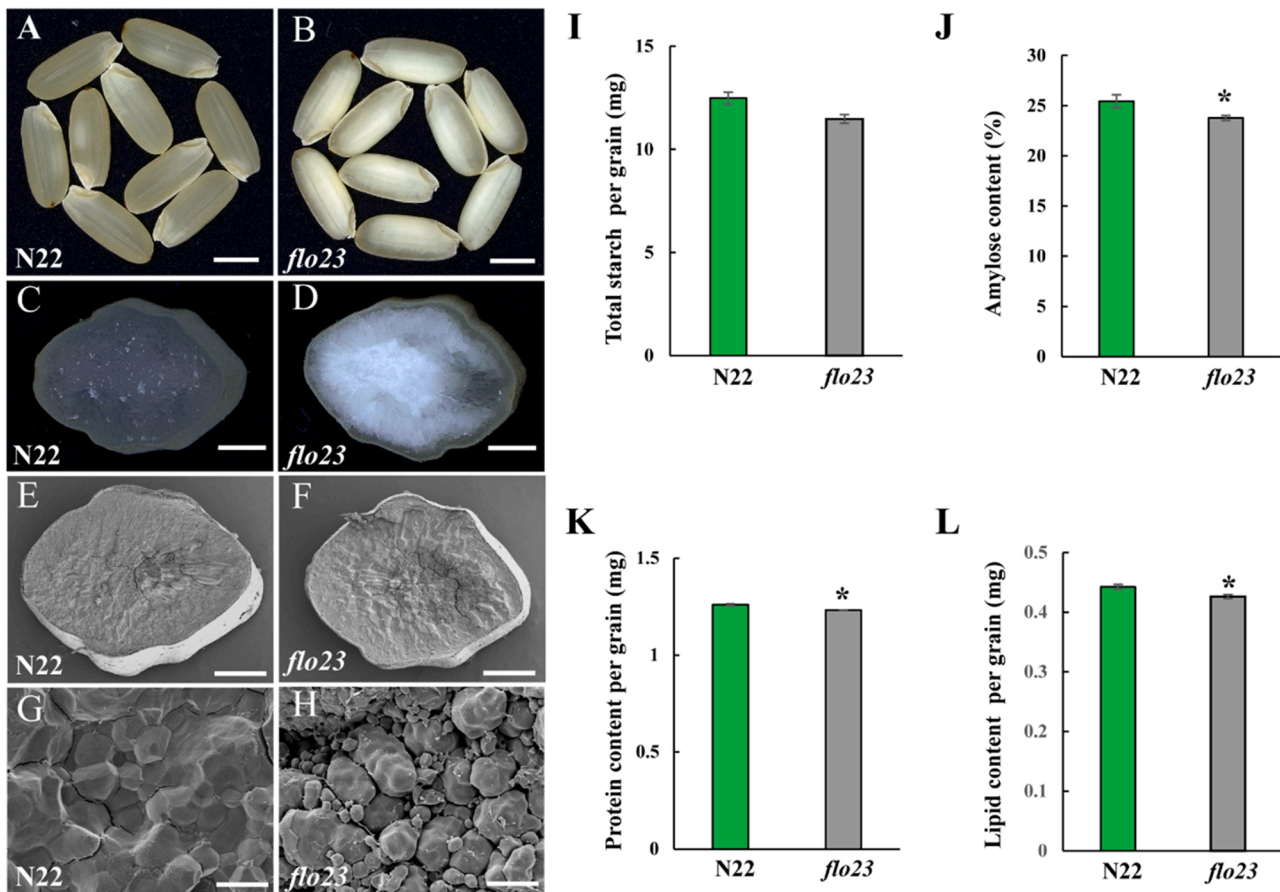 A
N22
B
flo23
C
N22
D
flo23
E
N22
F
flo23
G
N22
H
flo23
I
Total starch per grain (mg)
15
10
5
0
N22
flo23
J
Amylose content (%)
30
25
20
15
10
5
0
*
N22
flo23
K
Protein content per grain (mg)
1.5
1
0.5
0
*
N22
flo23
L
Lipid content per grain (mg)
0.5
0.4
0.3
0.2
0.1
0
*
N22
flo23